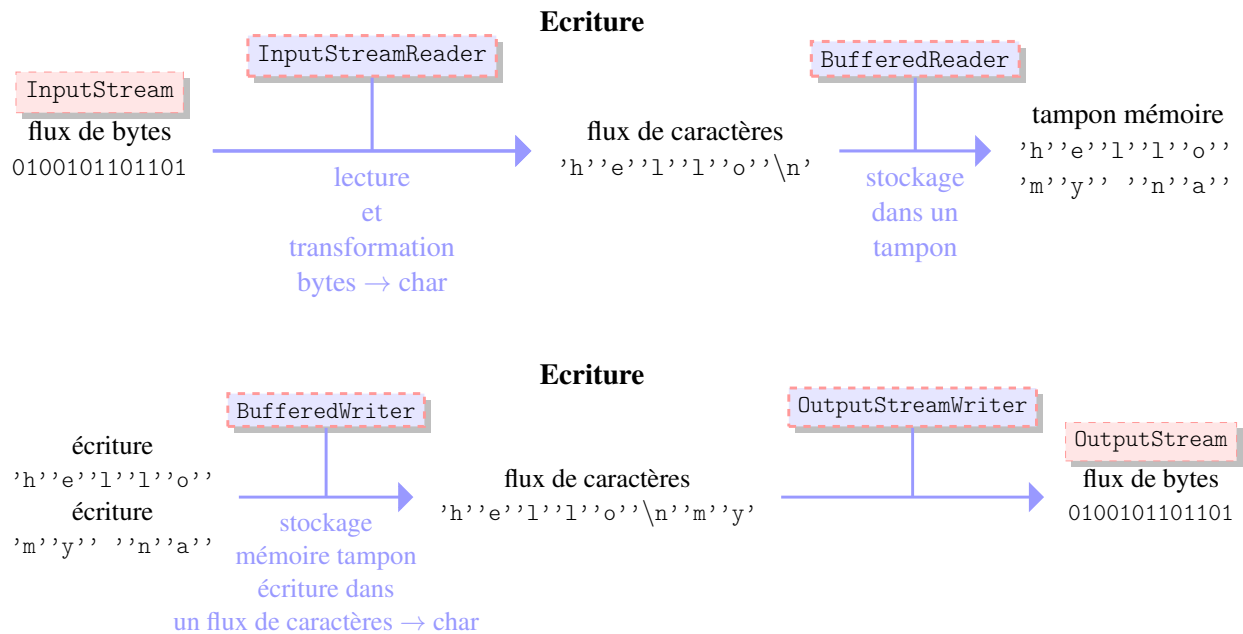 Ecriture
InputStreamReader
BufferedReader
InputStream
flux de bytes
0100101101101
lecture
et
transformation
bytes → char
flux de caractères
'h''e''l''l''o''\n'
stockage
dans un
tampon
tampon mémoire
'h''e''l''l''o''
'm''y'' ''n''a''
Ecriture
BufferedWriter
OutputStreamWriter
écriture
'h''e''l''l''o''
écriture
'm''y'' ''n''a''
stockage
mémoire tampon
écriture dans
un flux de caractères → char
flux de caractères
'h''e''l''l''o''\n''m''y'
OutputStream
flux de bytes
0100101101101